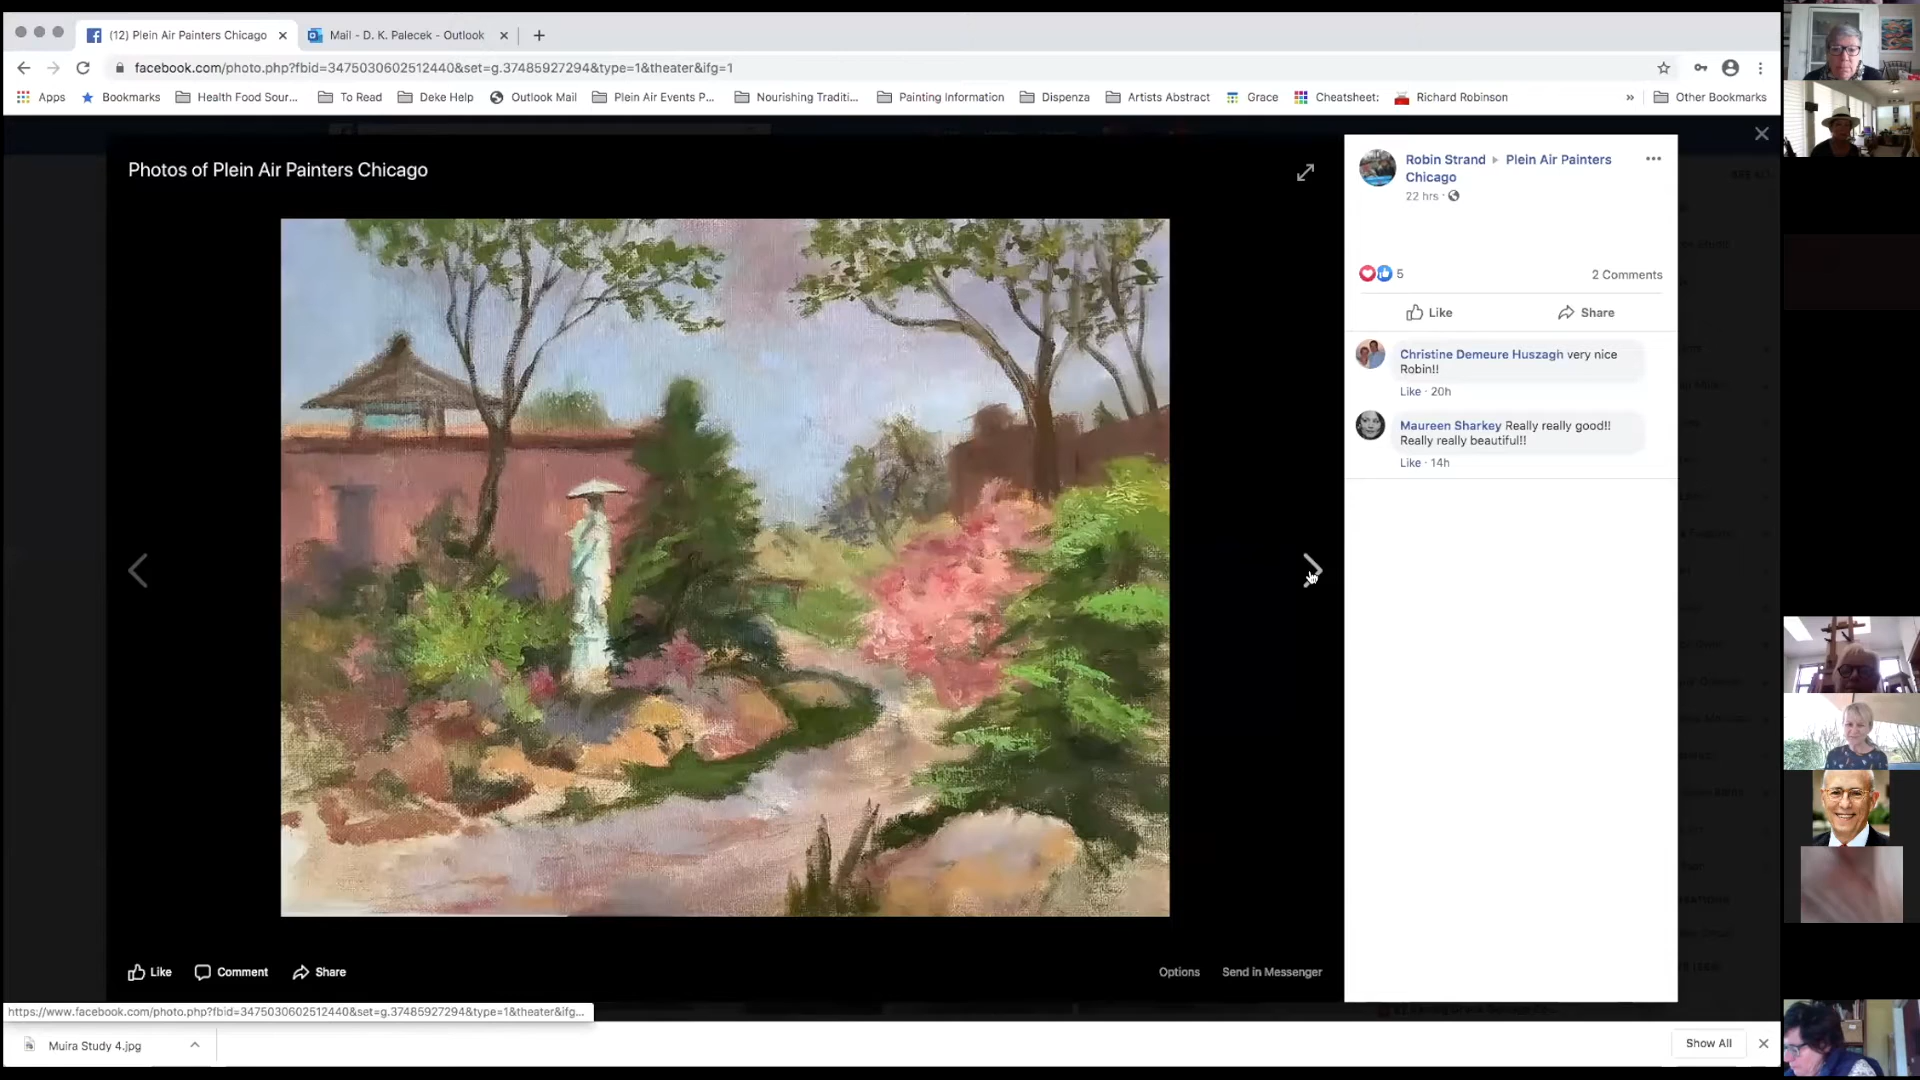 (12) Plein Air Painters Chicago
Mail - D. K. Palecek - Outlook
facebook.com/photo.php?fbid=3475030602512440&set=g.37485927294&type=1&theater&ifg=1
Apps
Bookmarks
Health Food Sour...
To Read
Deke Help
Outlook Mail
Plein Air Events P...
Nourishing Traditi...
Painting Information
Dispenza
Artists Abstract
Grace
Cheatsheet:
Richard Robinson
»
Other Bookmarks
Photos of Plein Air Painters Chicago
Robin Strand ▸ Plein Air Painters
Chicago
22 hrs ·
5
2 Comments
Like
Share
Christine Demeure Huszagh very nice
Robin!!
Like · 20h
Maureen Sharkey Really really good!!
Really really beautiful!!
Like · 14h
Like
Comment
Share
Options
Send in Messenger
https://www.facebook.com/photo.php?fbid=3475030602512440&set=g.37485927294&type=1&theater&ifg...
Muira Study 4.jpg
Show All